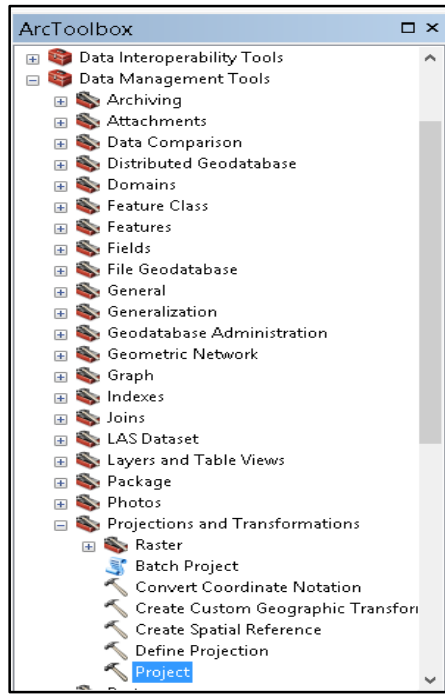 ArcToolbox
Data Interoperability Tools
Data Management Tools
Archiving
Attachments
Data Comparison
Distributed Geodatabase
Domains
Feature Class
Features
Fields
File Geodatabase
General
Generalization
Geodatabase Administration
Geometric Network
Graph
Indexes
Joins
LAS Dataset
Layers and Table Views
Package
Photos
Projections and Transformations
Raster
Batch Project
Convert Coordinate Notation
Create Custom Geographic Transfor
Create Spatial Reference
Define Projection
Project